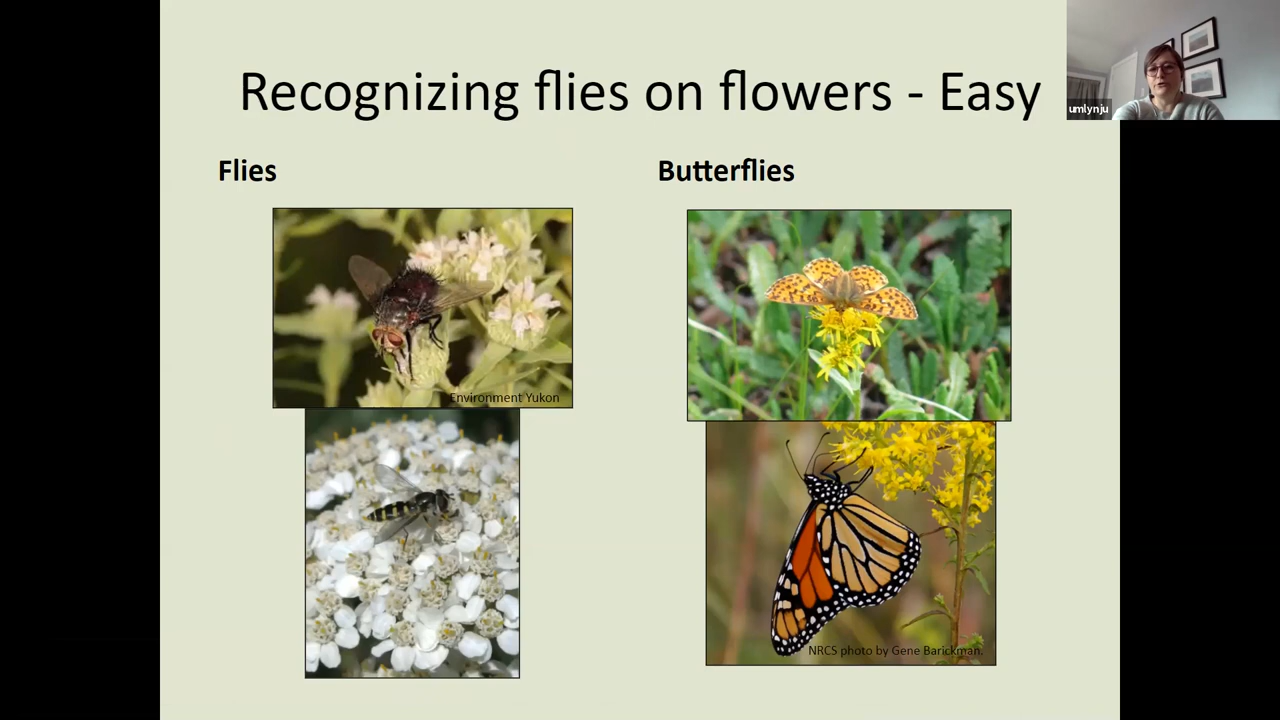 Recognizing flies on flowers - Easy
umlynju
Flies
Butterflies
Environment Yukon
NRCS photo by Gene Barickman.